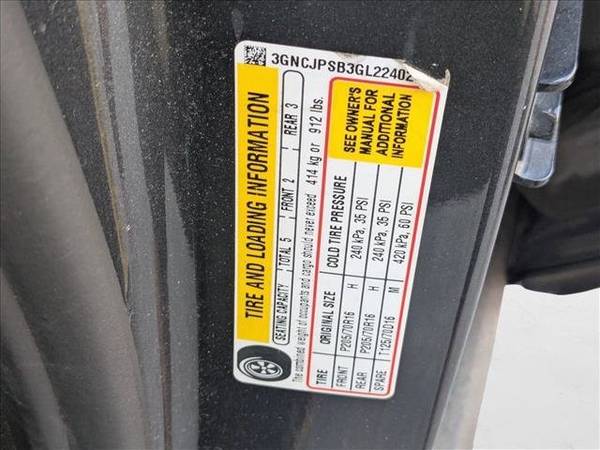 3GNCJPSB3GL22402
TIRE AND LOADING INFORMATION
SEATING CAPACITY TOTAL 5 FRONT 2 REAR 3
The combined weight of occupants and cargo should never exceed 414 kg or 912 lbs.
TIRE ORIGINAL SIZE COLD TIRE PRESSURE
FRONT P205/70R16 H 240 kPa, 35 PSI
REAR P205/70R16 H 240 kPa, 35 PSI
SPARE T125/70D16 M 420 kPa, 60 PSI
SEE OWNER'S
MANUAL FOR
ADDITIONAL
INFORMATION